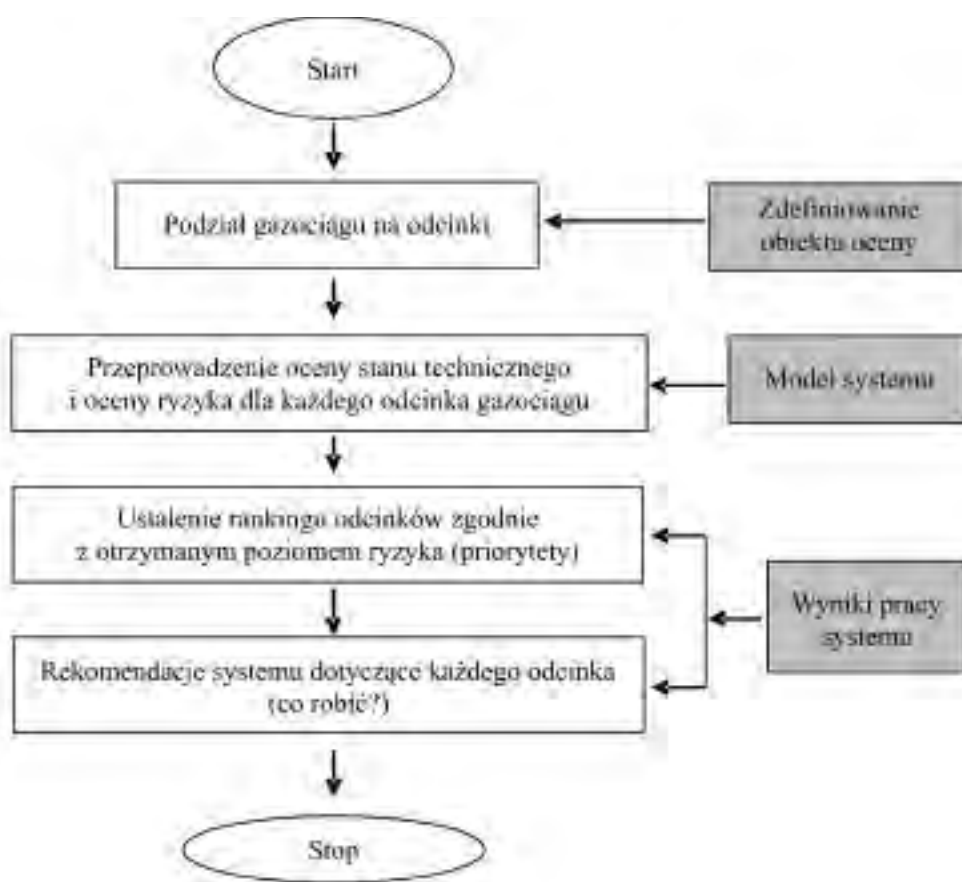 Start
Podział gazociągu na odcinki
Zdefiniowanie
obiektu oceny
Przeprowadzenie oceny stanu technicznego
i oceny ryzyka dla każdego odcinka gazociągu
Model systemu
Ustalenie rankingu odcinków zgodnie
z otrzymanym poziomem ryzyka (priorytety)
Wyniki pracy
systemu
Rekomendacje systemu dotyczące każdego odcinka
(co robić?)
Stop